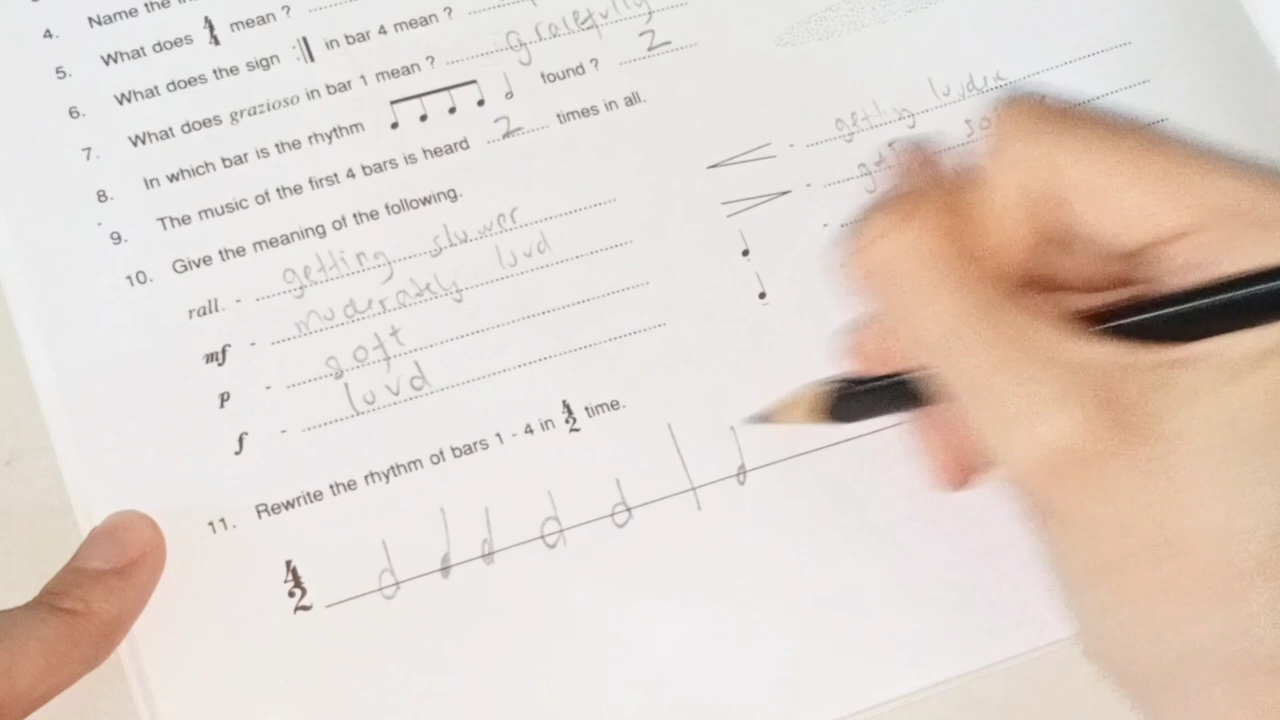 4. Name the
5. What does 4/4 mean ?
6. What does the sign :|| in bar 4 mean ?
7. What does grazioso in bar 1 mean ? gracefully
8. In which bar is the rhythm found ? 2
9. The music of the first 4 bars is heard 2 times in all.
10. Give the meaning of the following.
rall. - getting slower
mf - moderately loud
p - soft
f - loud
- getting louder
-
-
11. Rewrite the rhythm of bars 1 - 4 in 4/2 time.
4/2